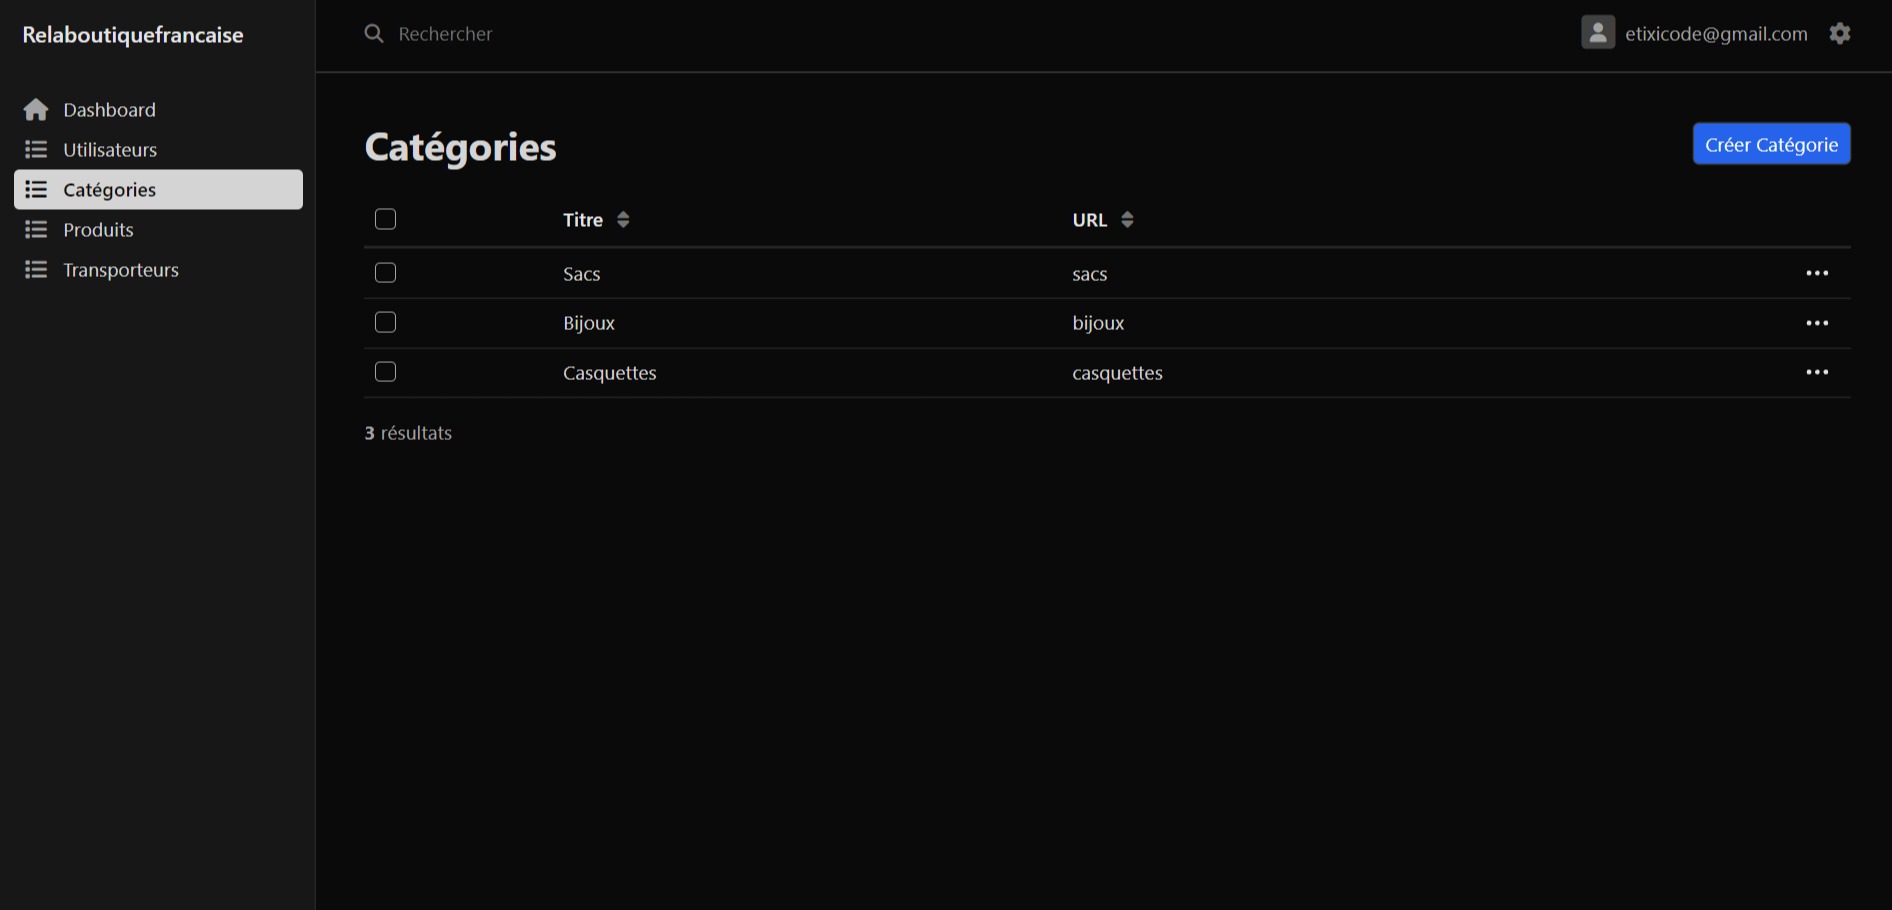 Relaboutiquefrancaise
Dashboard
Utilisateurs
Catégories
Produits
Transporteurs
Rechercher
etixicode@gmail.com
Catégories
Créer Catégorie
Titre URL
Sacs sacs
Bijoux bijoux
Casquettes casquettes
3 résultats